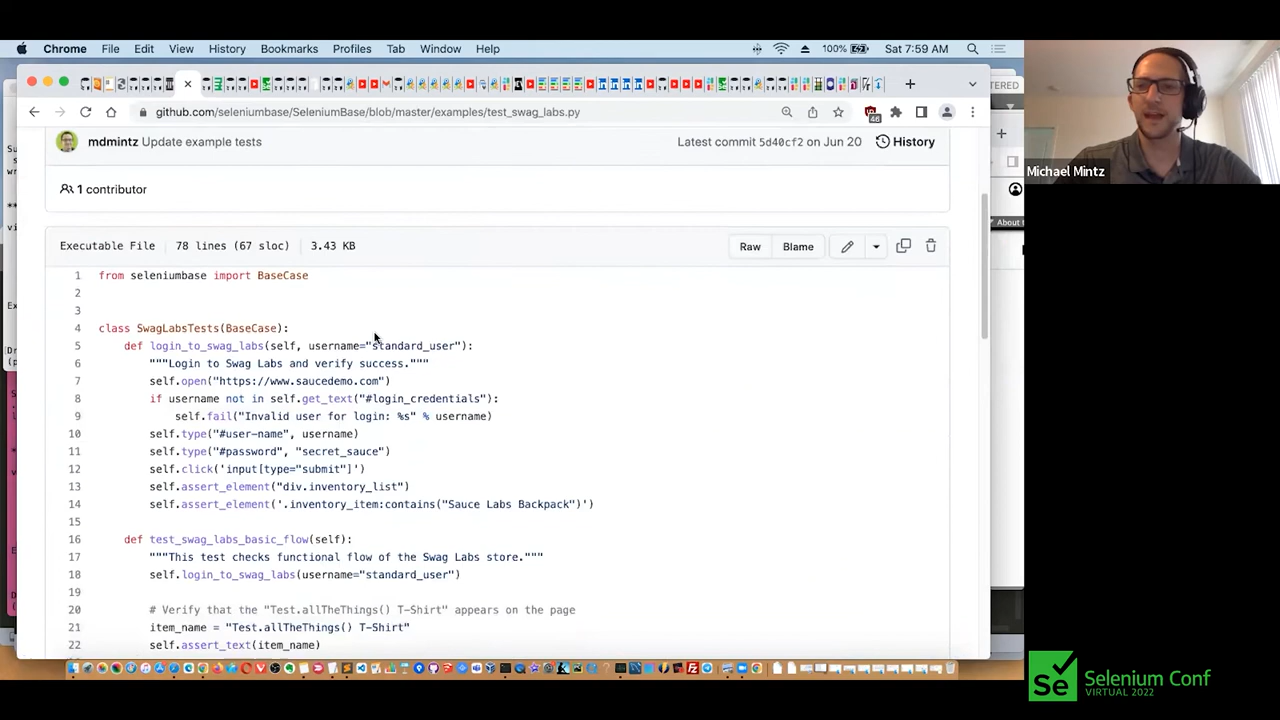 Chrome File Edit View History Bookmarks Profiles Tab Window Help 100% Sat 7:59 AM
github.com/seleniumbase/SeleniumBase/blob/master/examples/test_swag_labs.py
46
mdmintz Update example tests Latest commit 5d40cf2 on Jun 20 History
1 contributor
Executable File 78 lines (67 sloc) 3.43 KB Raw Blame
1 from seleniumbase import BaseCase
2
3
4 class SwagLabsTests(BaseCase):
5 def login_to_swag_labs(self, username="standard_user"):
6 """Login to Swag Labs and verify success."""
7 self.open("https://www.saucedemo.com")
8 if username not in self.get_text("#login_credentials"):
9 self.fail("Invalid user for login: %s" % username)
10 self.type("#user-name", username)
11 self.type("#password", "secret_sauce")
12 self.click('input[type="submit"]')
13 self.assert_element("div.inventory_list")
14 self.assert_element('.inventory_item:contains("Sauce Labs Backpack")')
15
16 def test_swag_labs_basic_flow(self):
17 """This test checks functional flow of the Swag Labs store."""
18 self.login_to_swag_labs(username="standard_user")
19
20 # Verify that the "Test.allTheThings() T-Shirt" appears on the page
21 item_name = "Test.allTheThings() T-Shirt"
22 self.assert_text(item_name)
TERED
Michael Mintz
About t
Se Selenium Conf
VIRTUAL 2022